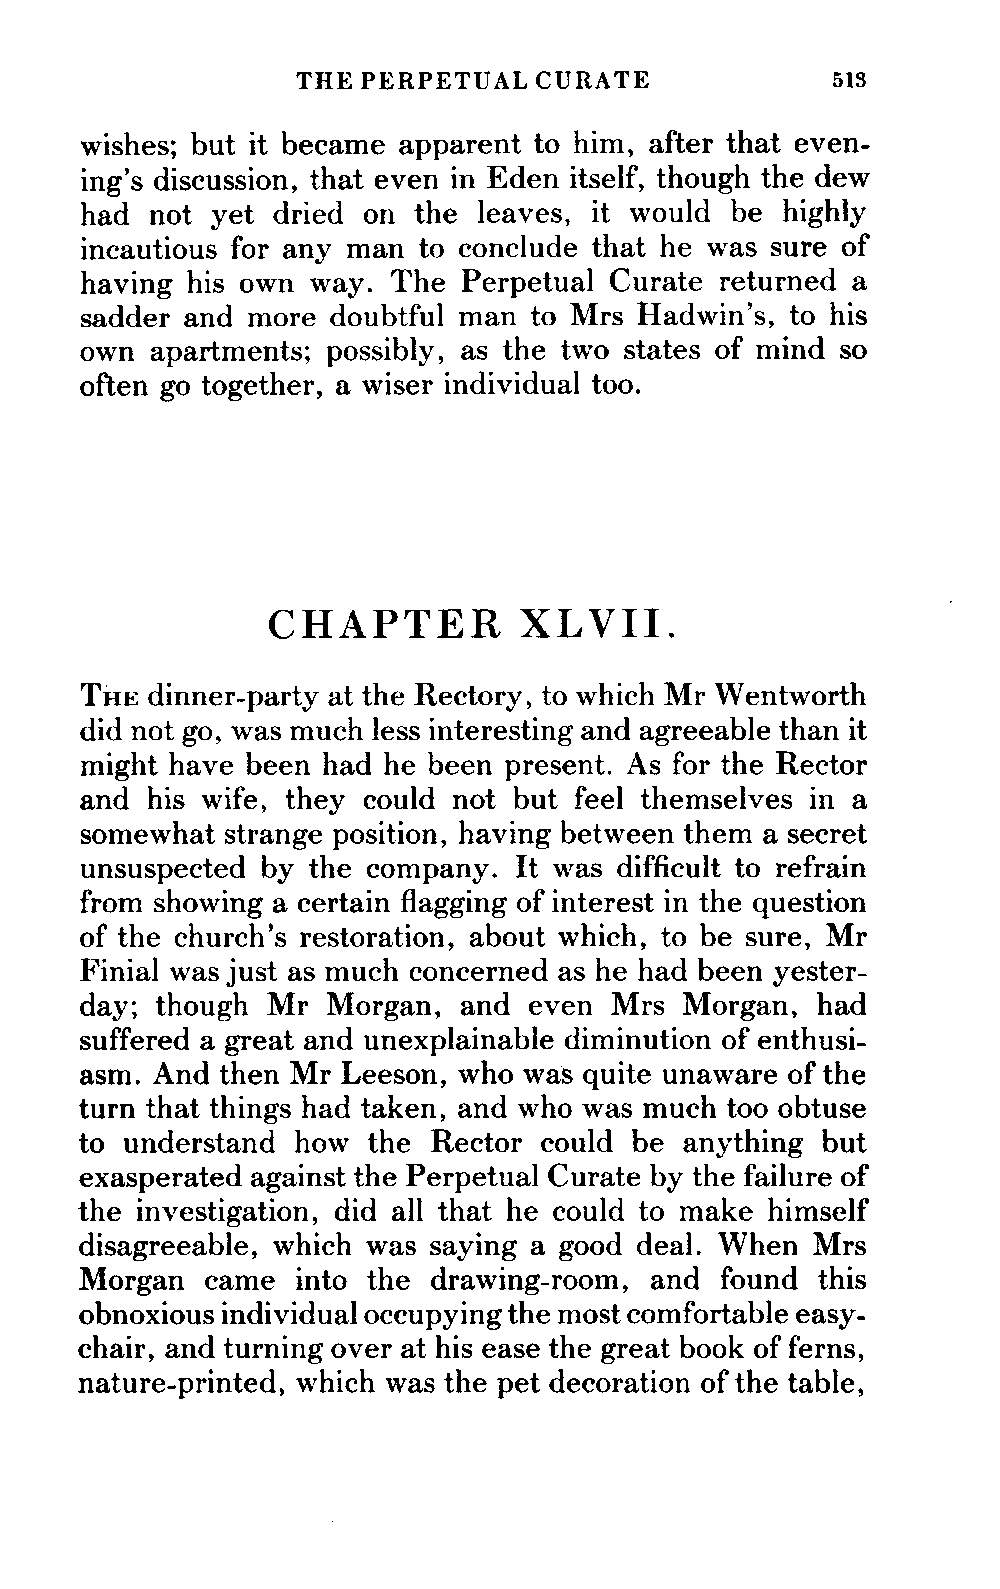 THE PERPETUAL CURATE 513
wishes; but it became apparent to him, after that even-
ing's discussion, that even in Eden itself, though the dew
had not yet dried on the leaves, it would be highly
incautious for any man to conclude that he was sure of
having his own way. The Perpetual Curate returned a
sadder and more doubtful man to Mrs Hadwin's, to his
own apartments; possibly, as the two states of mind so
often go together, a wiser individual too.
CHAPTER XLVII.
THE dinner-party at the Rectory, to which Mr Wentworth
did not go, was much less interesting and agreeable than it
might have been had he been present. As for the Rector
and his wife, they could not but feel themselves in a
somewhat strange position, having between them a secret
unsuspected by the company. It was difficult to refrain
from showing a certain flagging of interest in the question
of the church's restoration, about which, to be sure, Mr
Finial was just as much concerned as he had been yester-
day; though Mr Morgan, and even Mrs Morgan, had
suffered a great and unexplainable diminution of enthusi-
asm. And then Mr Leeson, who was quite unaware of the
turn that things had taken, and who was much too obtuse
to understand how the Rector could be anything but
exasperated against the Perpetual Curate by the failure of
the investigation, did all that he could to make himself
disagreeable, which was saying a good deal. When Mrs
Morgan came into the drawing-room, and found this
obnoxious individual occupying the most comfortable easy-
chair, and turning over at his ease the great book of ferns,
nature-printed, which was the pet decoration of the table,